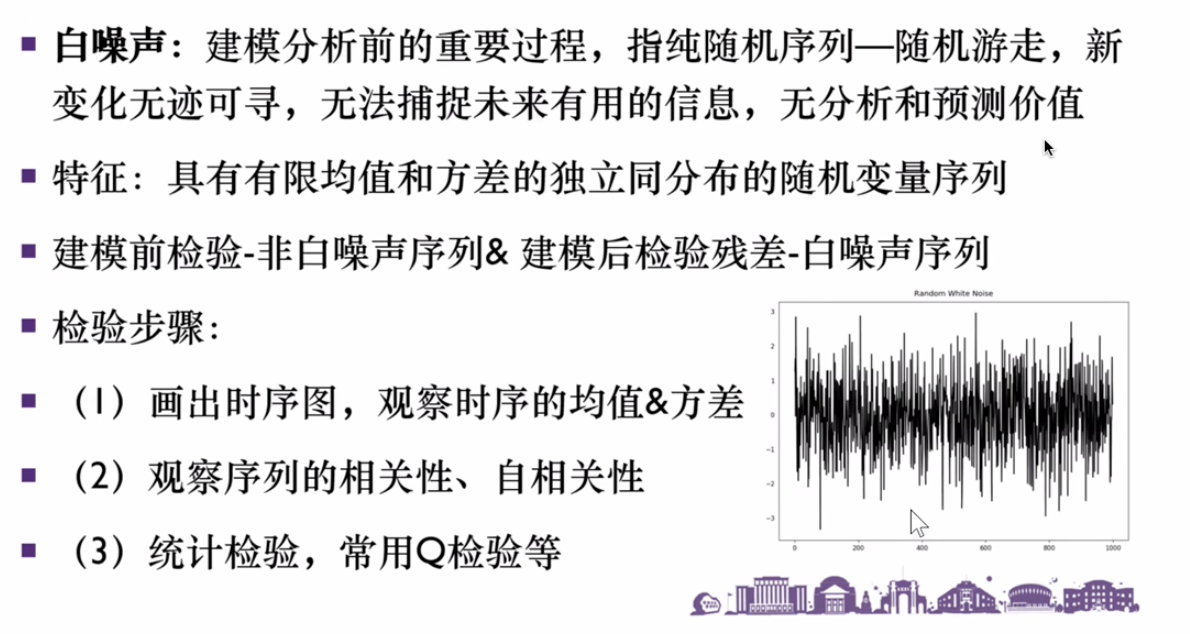 白噪声：建模分析前的重要过程，指纯随机序列—随机游走，新
变化无迹可寻，无法捕捉未来有用的信息，无分析和预测价值
特征：具有有限均值和方差的独立同分布的随机变量序列
建模前检验-非白噪声序列& 建模后检验残差-白噪声序列
检验步骤：
（1）画出时序图，观察时序的均值&方差
（2）观察序列的相关性、自相关性
（3）统计检验，常用Q检验等
Random White Noise
3
2
1
0
−1
−2
−3
0 200 400 600 800 1000